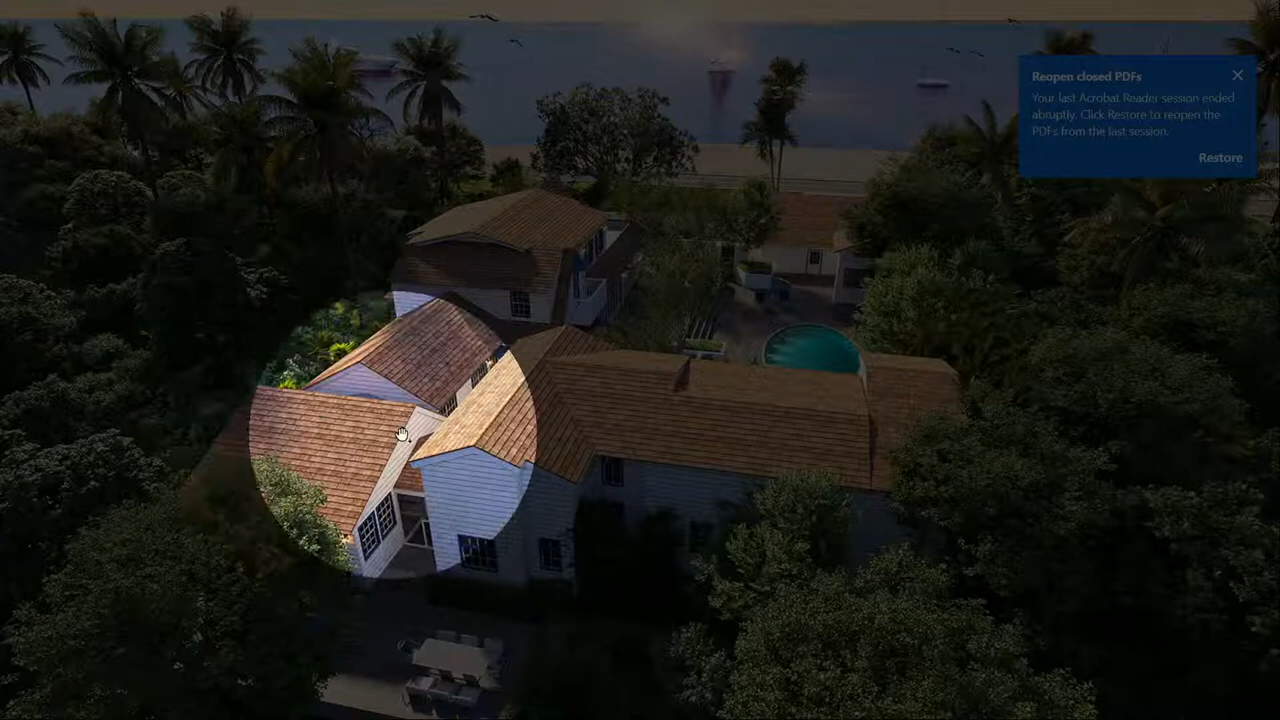 Reopen closed PDFs
Your last Acrobat Reader session ended
abruptly. Click Restore to reopen the
PDFs from the last session.
Restore